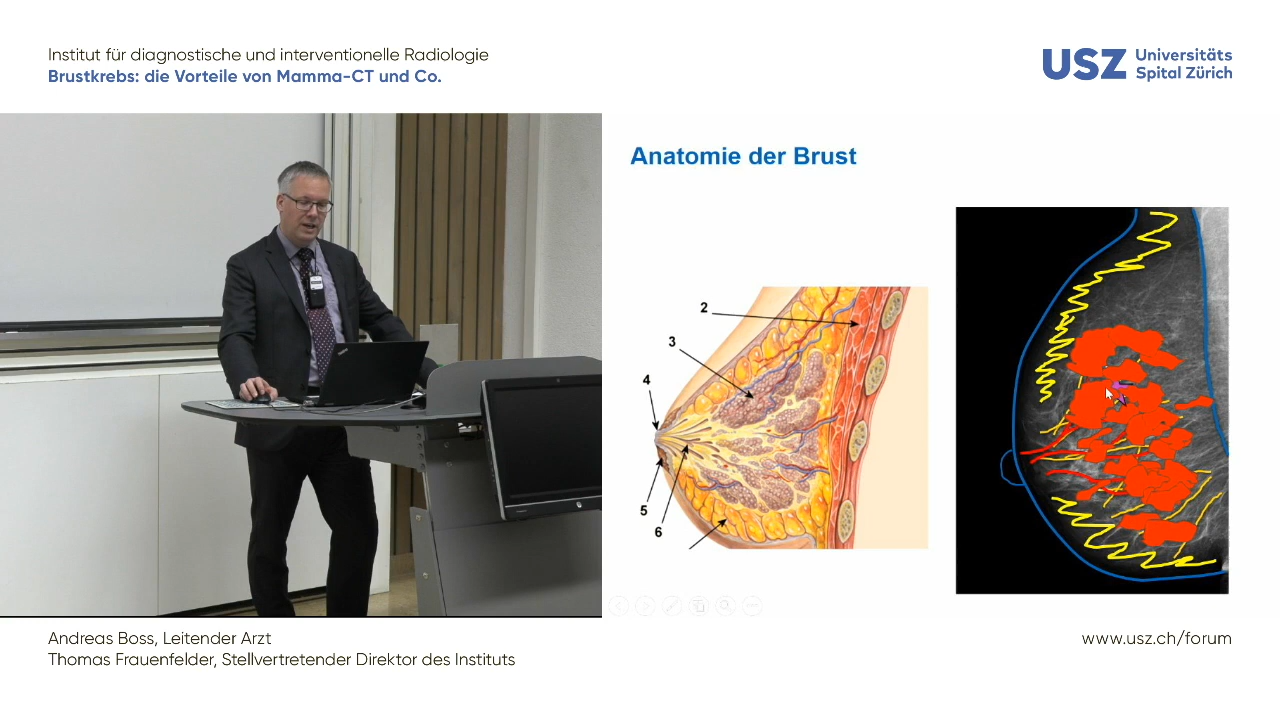 Institut für diagnostische und interventionelle Radiologie
Brustkrebs: die Vorteile von Mamma-CT und Co.
USZ Universitäts
Spital Zürich
Anatomie der Brust
2
3
4
5
6
Andreas Boss, Leitender Arzt
Thomas Frauenfelder, Stellvertretender Direktor des Instituts
www.usz.ch/forum